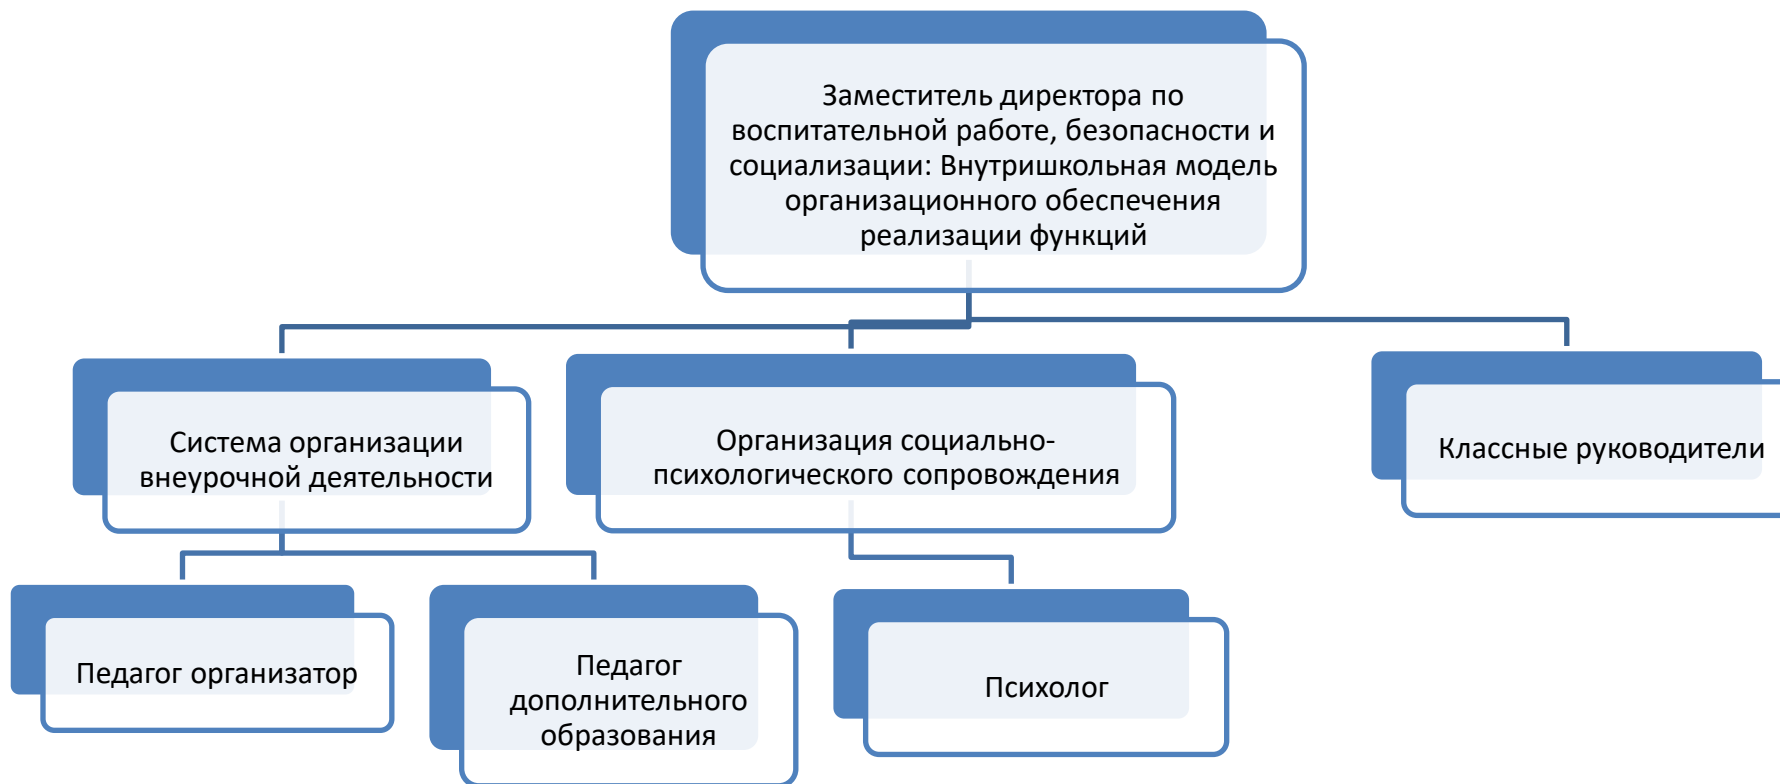 Заместитель директора по
воспитательной работе, безопасности и
социализации: Внутришкольная модель
организационного обеспечения
реализации функций
Система организации
внеурочной деятельности
Организация социально-
психологического сопровождения
Классные руководители
Педагог организатор
Педагог
дополнительного
образования
Психолог